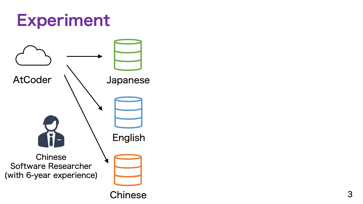 Experiment
AtCoder
Japanese
English
Chinese
Software Researcher
(with 6-year experience)
Chinese
3